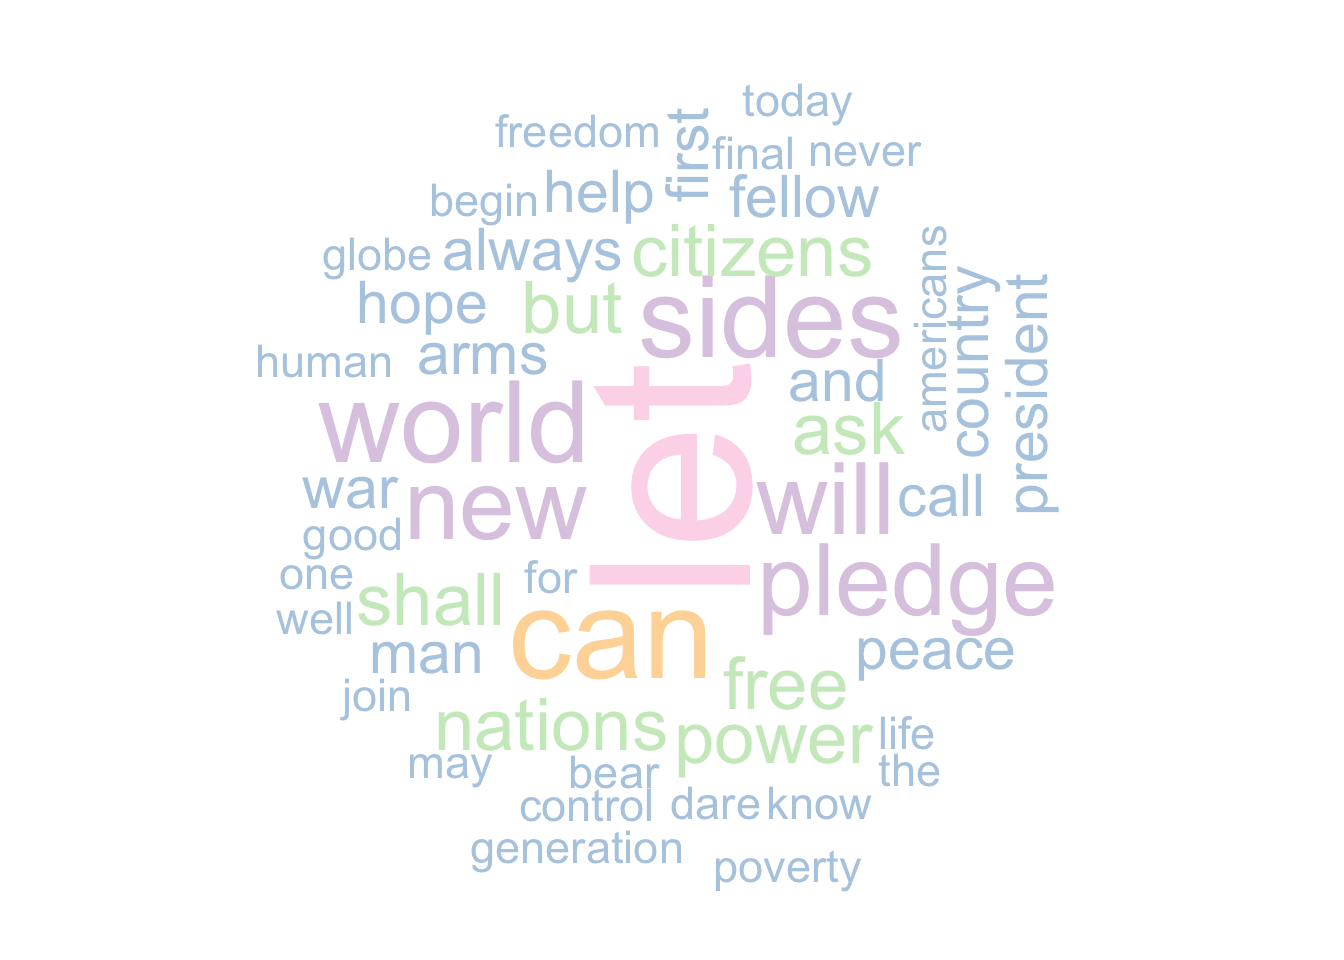 today
freedom
first
final never
begin help fellow
globe always citizens
americans
hope but sides
country
president
human arms and
let
world ask
war new will call
good
one for
shall can pledge
well
man peace
join free
nations power life
may bear the
control dare know
generation poverty